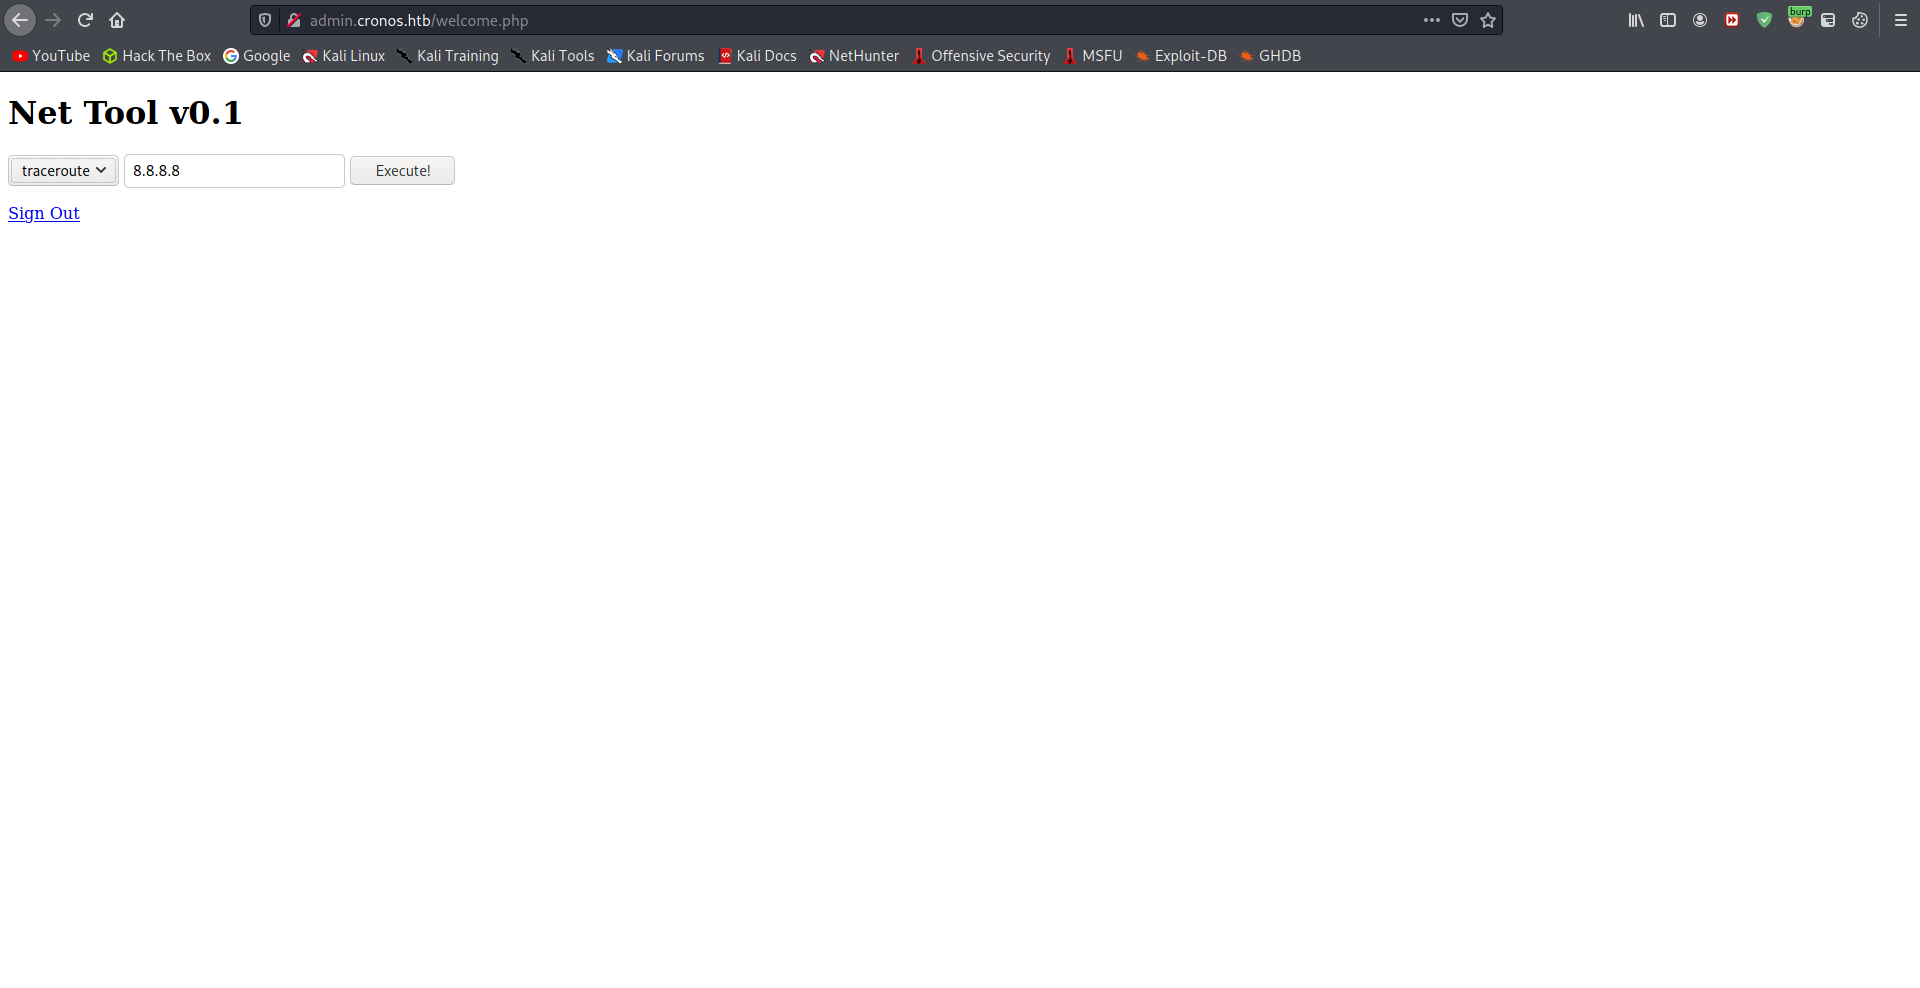 admin.cronos.htb/welcome.php
burp
YouTube Hack The Box Google Kali Linux Kali Training Kali Tools Kali Forums Kali Docs NetHunter Offensive Security MSFU Exploit-DB GHDB
Net Tool v0.1
traceroute 8.8.8.8 Execute!
Sign Out